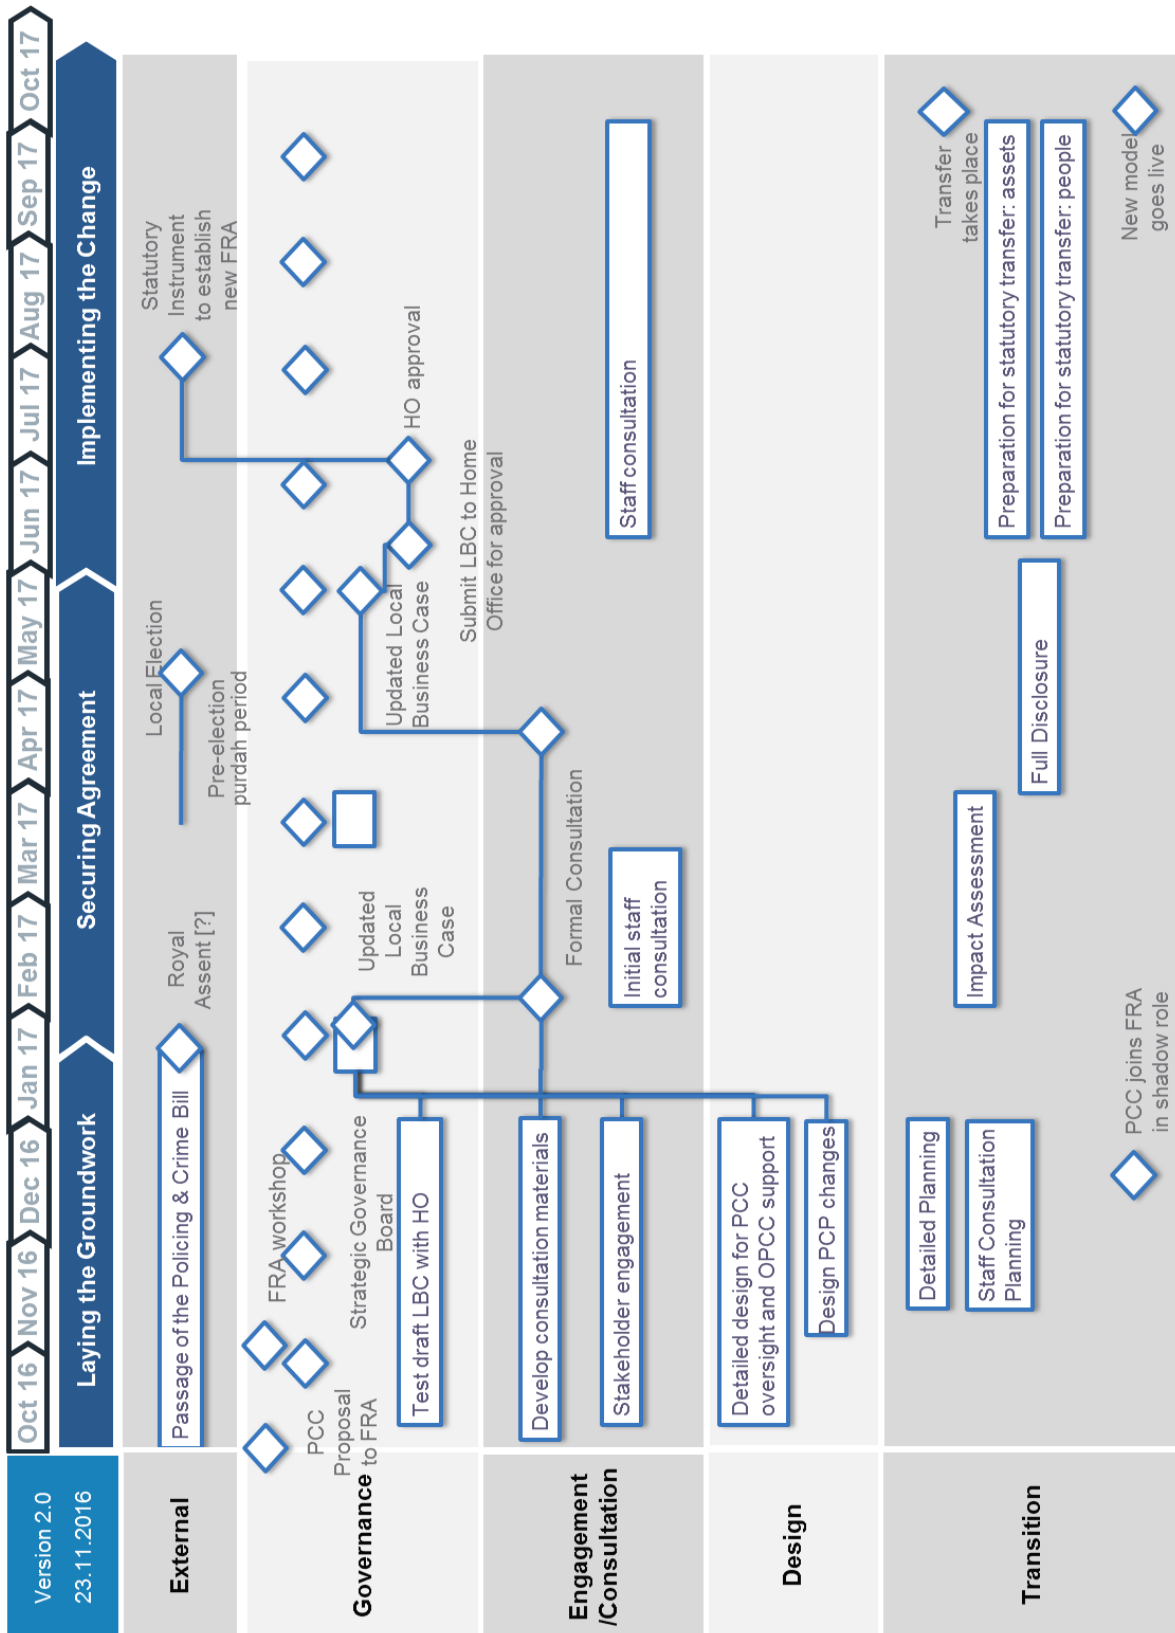 Version 2.0
23.11.2016
Oct 16
Nov 16
Dec 16
Jan 17
Feb 17
Mar 17
Apr 17
May 17
Jun 17
Jul 17
Aug 17
Sep 17
Oct 17
Laying the Groundwork
Securing Agreement
Implementing the Change
External
Passage of the Policing & Crime Bill
Royal
Assent [?]
Local Election
Pre-election
purdah period
Statutory
Instrument
to establish
new FRA
Governance
PCC
Proposal
to FRA
FRA workshop
Strategic Governance
Board
Test draft LBC with HO
Updated
Local
Business
Case
Updated Local
Business Case
Submit LBC to Home
Office for approval
HO approval
Engagement
/Consultation
Develop consultation materials
Stakeholder engagement
Formal Consultation
Initial staff
consultation
Staff consultation
Design
Detailed design for PCC
oversight and OPCC support
Design PCP changes
Transition
Detailed Planning
Staff Consultation
Planning
PCC joins FRA
in shadow role
Impact Assessment
Full Disclosure
Transfer
takes place
Preparation for statutory transfer: assets
Preparation for statutory transfer: people
New model
goes live